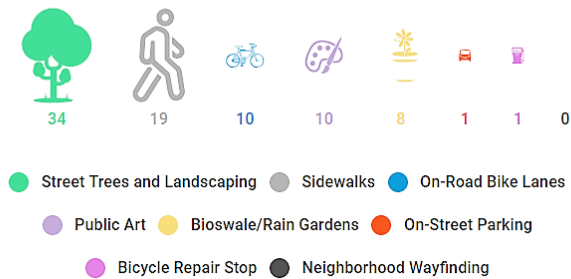 34 19 10 10 8 1 1 0
Street Trees and Landscaping Sidewalks On-Road Bike Lanes
Public Art Bioswale/Rain Gardens On-Street Parking
Bicycle Repair Stop Neighborhood Wayfinding